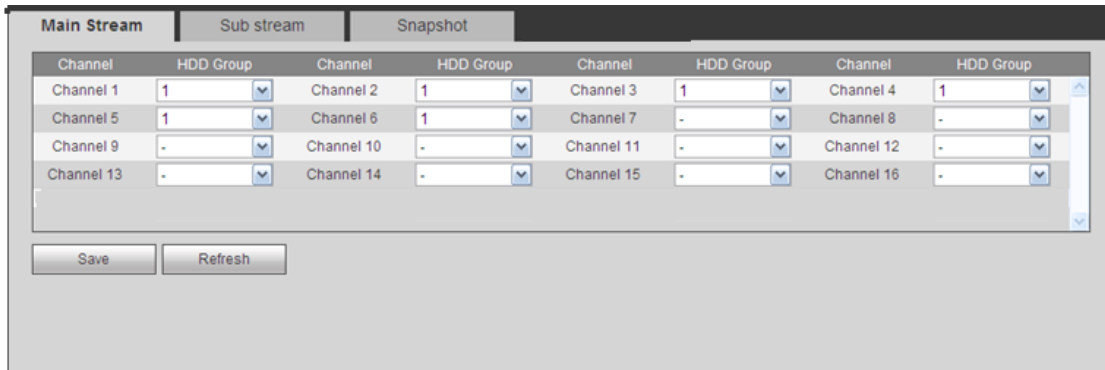 Main Stream Sub stream Snapshot
Channel HDD Group Channel HDD Group Channel HDD Group Channel HDD Group
Channel 1 1 Channel 2 1 Channel 3 1 Channel 4 1
Channel 5 1 Channel 6 1 Channel 7 - Channel 8 -
Channel 9 - Channel 10 - Channel 11 - Channel 12 -
Channel 13 - Channel 14 - Channel 15 - Channel 16 -
Save Refresh